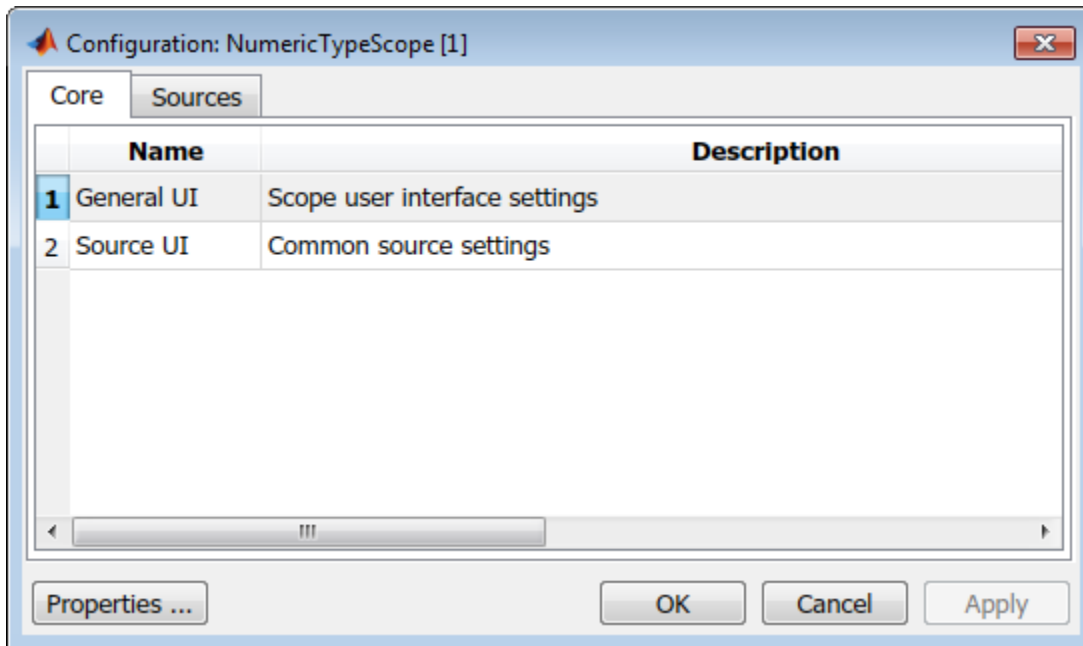 Configuration: NumericTypeScope [1]
Core Sources
Name Description
1 General UI Scope user interface settings
2 Source UI Common source settings
Properties ... OK Cancel Apply